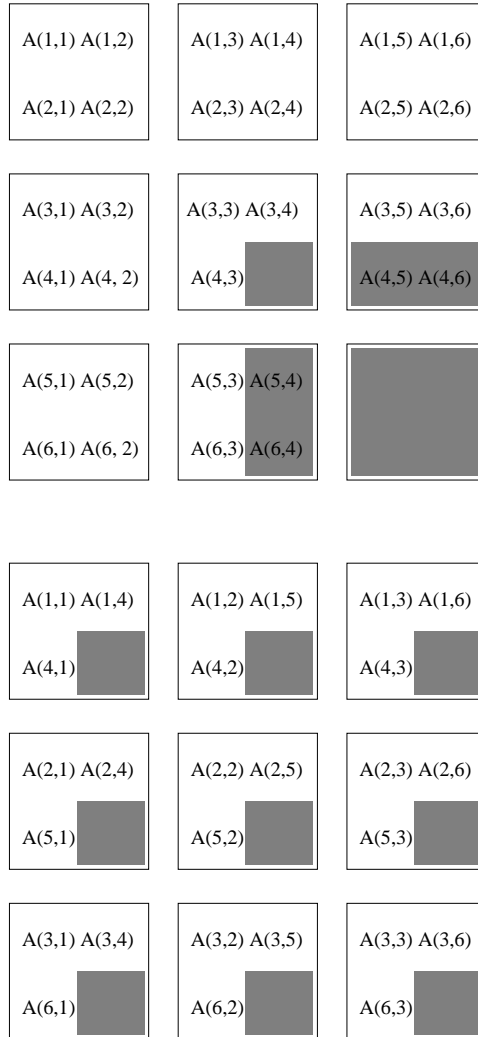 A(1,1) A(1,2) A(1,3) A(1,4) A(1,5) A(1,6)
A(2,1) A(2,2) A(2,3) A(2,4) A(2,5) A(2,6)
A(3,1) A(3,2) A(3,3) A(3,4) A(3,5) A(3,6)
A(4,1) A(4, 2) A(4,3) A(4,5) A(4,6)
A(5,1) A(5,2) A(5,3) A(5,4)
A(6,1) A(6, 2) A(6,3) A(6,4)
A(1,1) A(1,4) A(1,2) A(1,5) A(1,3) A(1,6)
A(4,1) A(4,2) A(4,3)
A(2,1) A(2,4) A(2,2) A(2,5) A(2,3) A(2,6)
A(5,1) A(5,2) A(5,3)
A(3,1) A(3,4) A(3,2) A(3,5) A(3,3) A(3,6)
A(6,1) A(6,2) A(6,3)